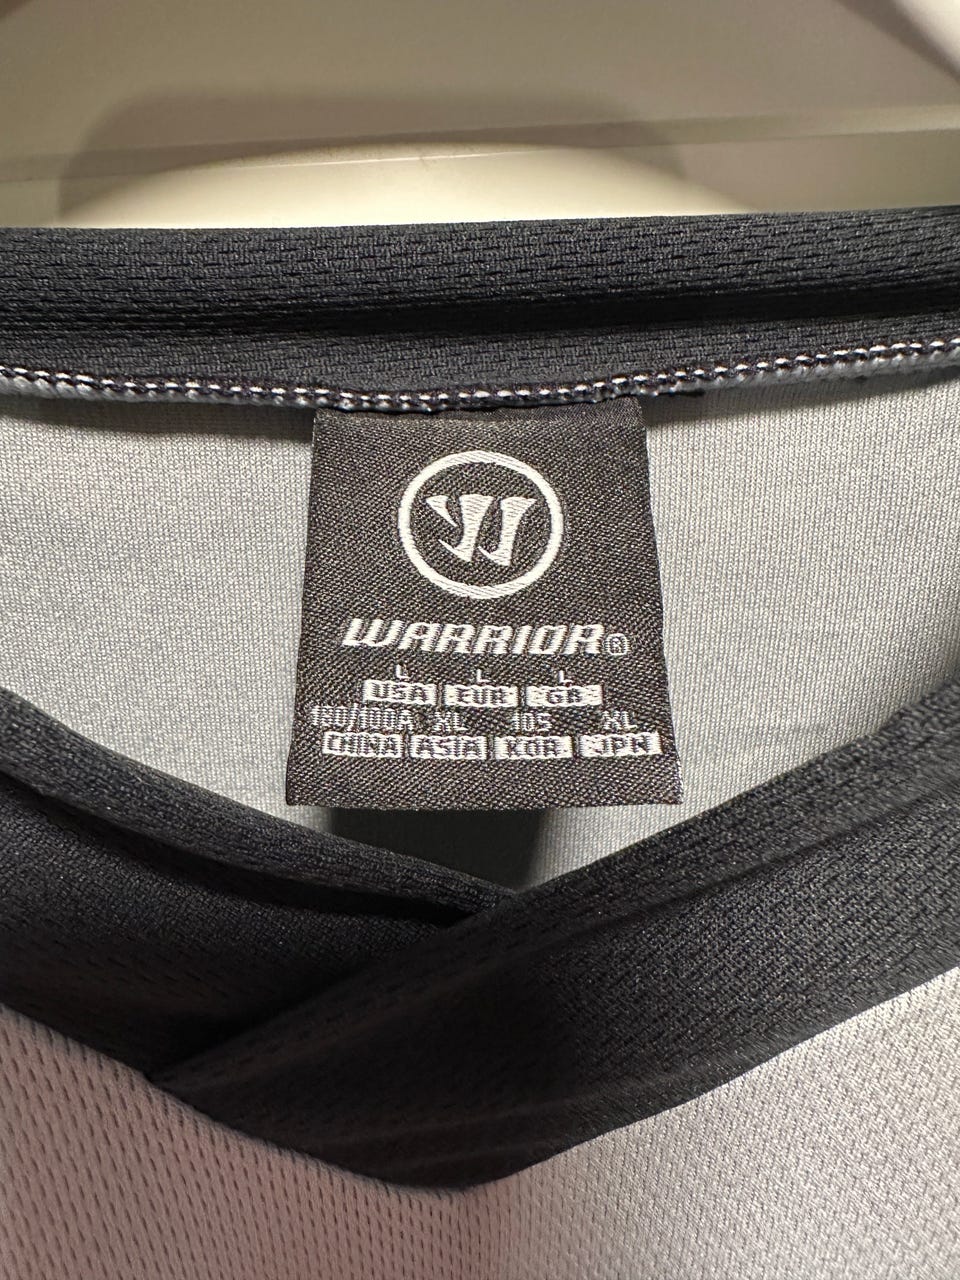 WARRIOR®
L L L
USA EUR GB
180/100A XL 105 XL
CHINA ASIA KOR JPN